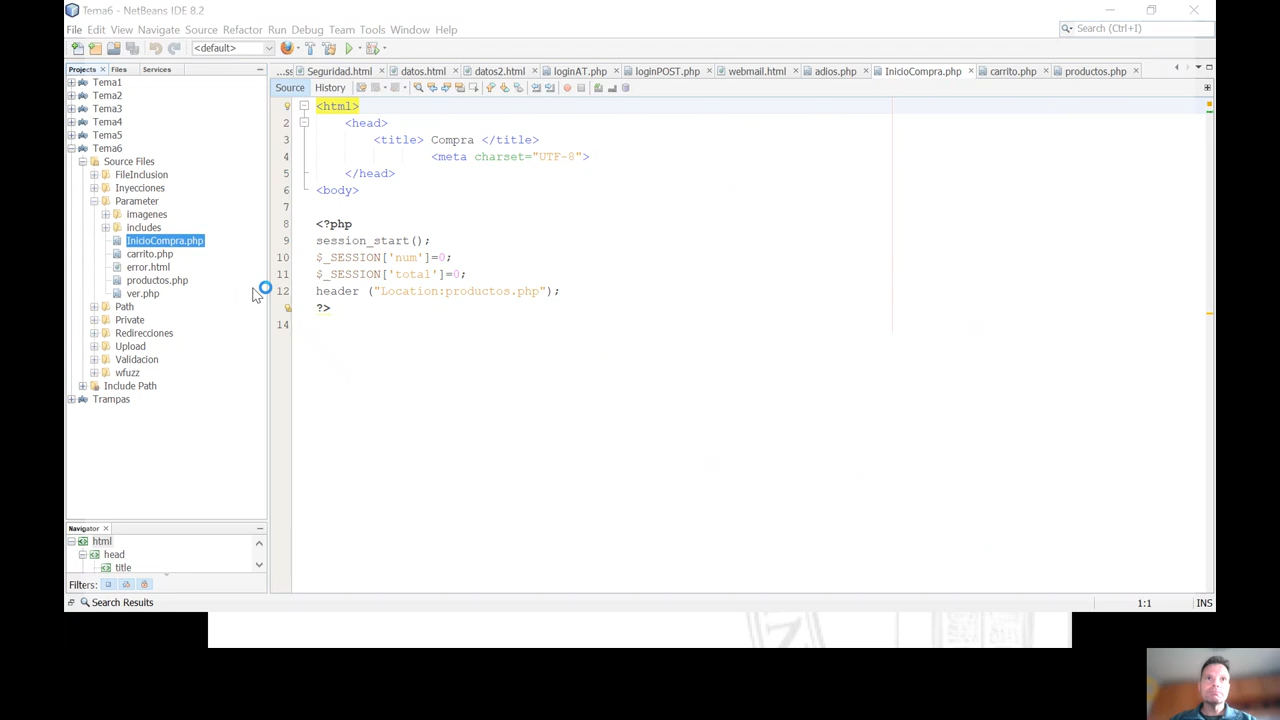 Tema6 - NetBeans IDE 8.2
File Edit View Navigate Source Refactor Run Debug Team Tools Window Help
Search (Ctrl+I)
<default>
Projects Files Services
...ss Seguridad.html datos.html datos2.html loginAT.php loginPOST.php webmail adios.php InicioCompra.php carrito.php productos.php
Source History
Tema1
Tema2
Tema3
Tema4
Tema5
Tema6
Source Files
FileInclusion
Inyecciones
Parameter
imagenes
includes
InicioCompra.php
carrito.php
error.html
productos.php
ver.php
Path
Private
Redirecciones
Upload
Validacion
wfuzz
Include Path
Trampas
<html>
2 <head>
3 <title> Compra </title>
4 <meta charset="UTF-8">
5 </head>
6 <body>
7
8 <?php
9 session_start();
10 $_SESSION['num']=0;
11 $_SESSION['total']=0;
12 header ("Location:productos.php");
?>
14
Navigator
html
head
title
Filters:
Search Results
1:1 INS